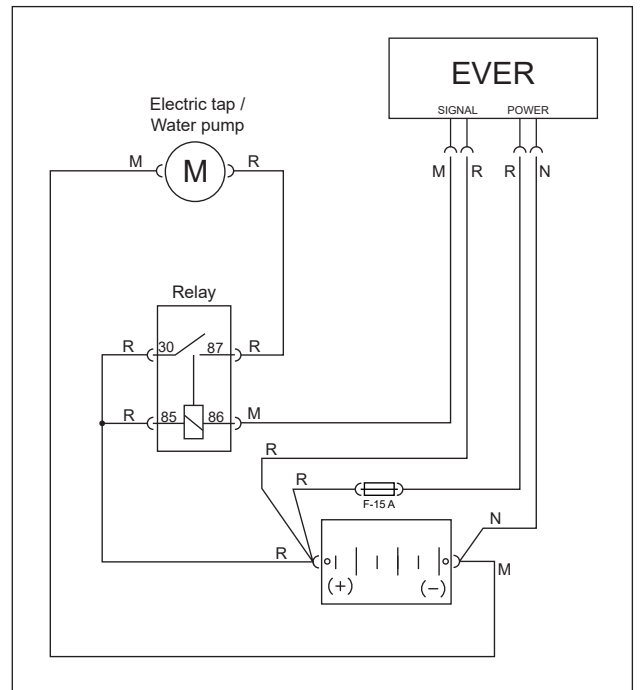 EVER
SIGNAL POWER
M R R N
Electric tap /
Water pump
M M R
Relay
R 30 87 R
R 85 86 M
R
R
F-15 A
N
R
M
(+) (−)